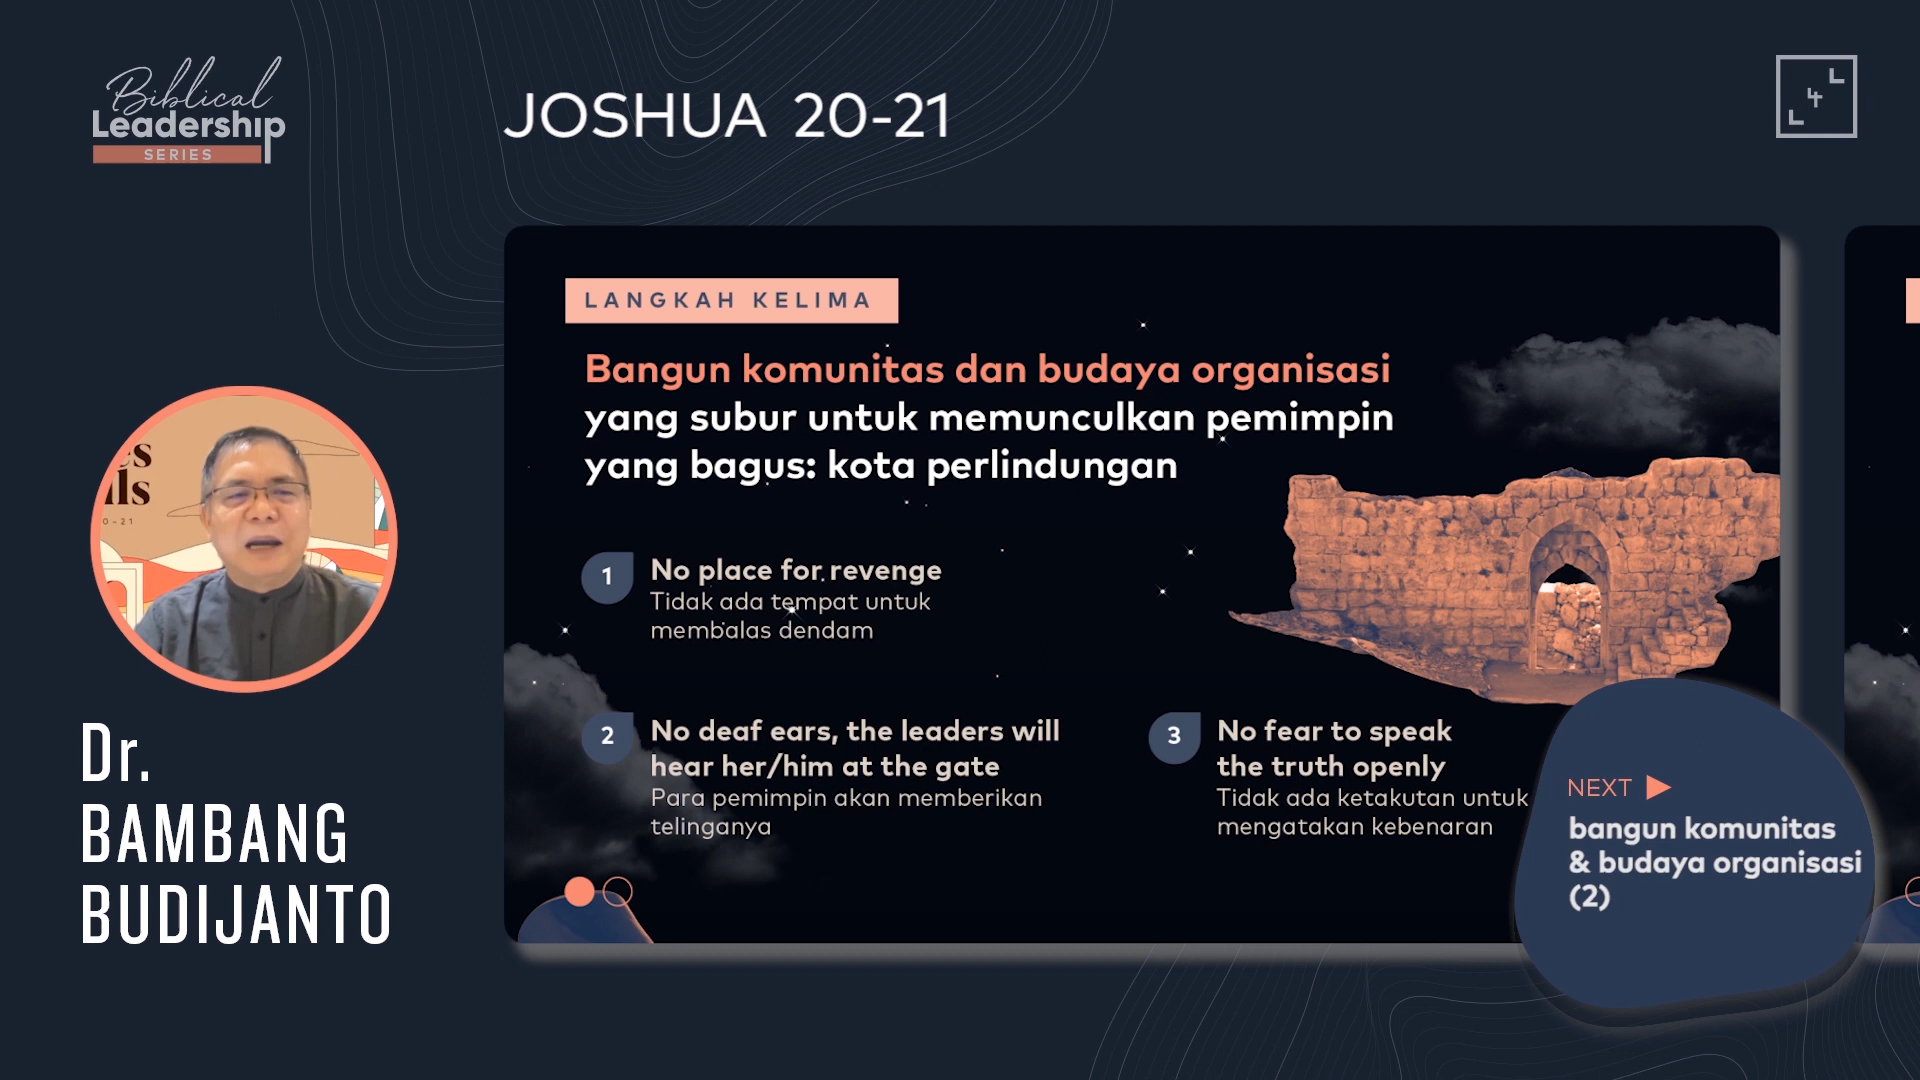 Biblical
Leadership
SERIES
JOSHUA 20-21
LANGKAH KELIMA
Bangun komunitas dan budaya organisasi
yang subur untuk memunculkan pemimpin
yang bagus: kota perlindungan
1
No place for revenge
Tidak ada tempat untuk
membalas dendam
2
No deaf ears, the leaders will
hear her/him at the gate
Para pemimpin akan memberikan
telinganya
3
No fear to speak
the truth openly
Tidak ada ketakutan untuk
mengatakan kebenaran
NEXT
bangun komunitas
& budaya organisasi
(2)
Dr.
BAMBANG
BUDIJANTO